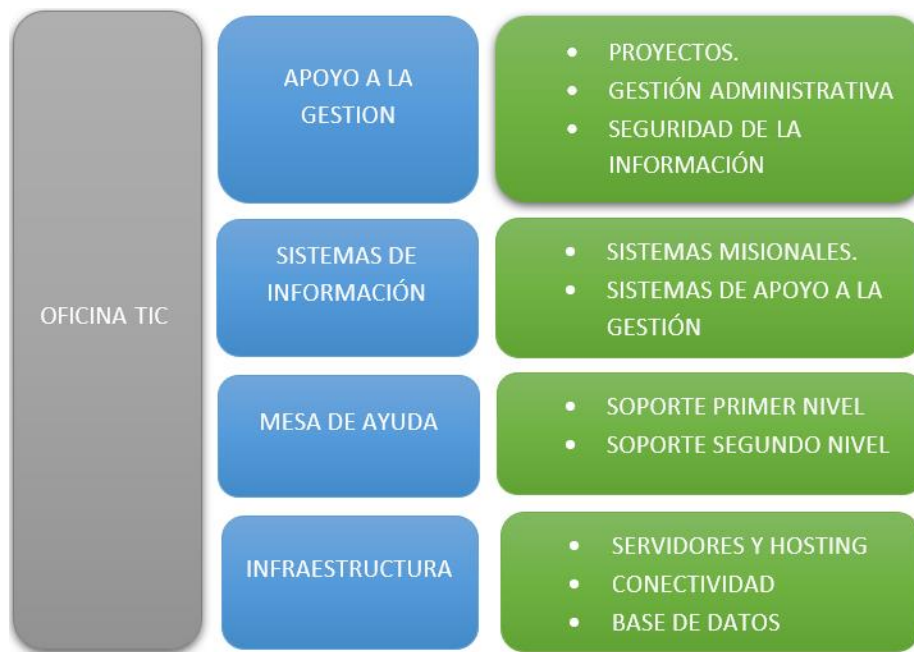 OFICINA TIC
APOYO A LA
GESTION
• PROYECTOS.
• GESTIÓN ADMINISTRATIVA
• SEGURIDAD DE LA
INFORMACIÓN
SISTEMAS DE
INFORMACIÓN
• SISTEMAS MISIONALES.
• SISTEMAS DE APOYO A LA
GESTIÓN
MESA DE AYUDA
• SOPORTE PRIMER NIVEL
• SOPORTE SEGUNDO NIVEL
INFRAESTRUCTURA
• SERVIDORES Y HOSTING
• CONECTIVIDAD
• BASE DE DATOS